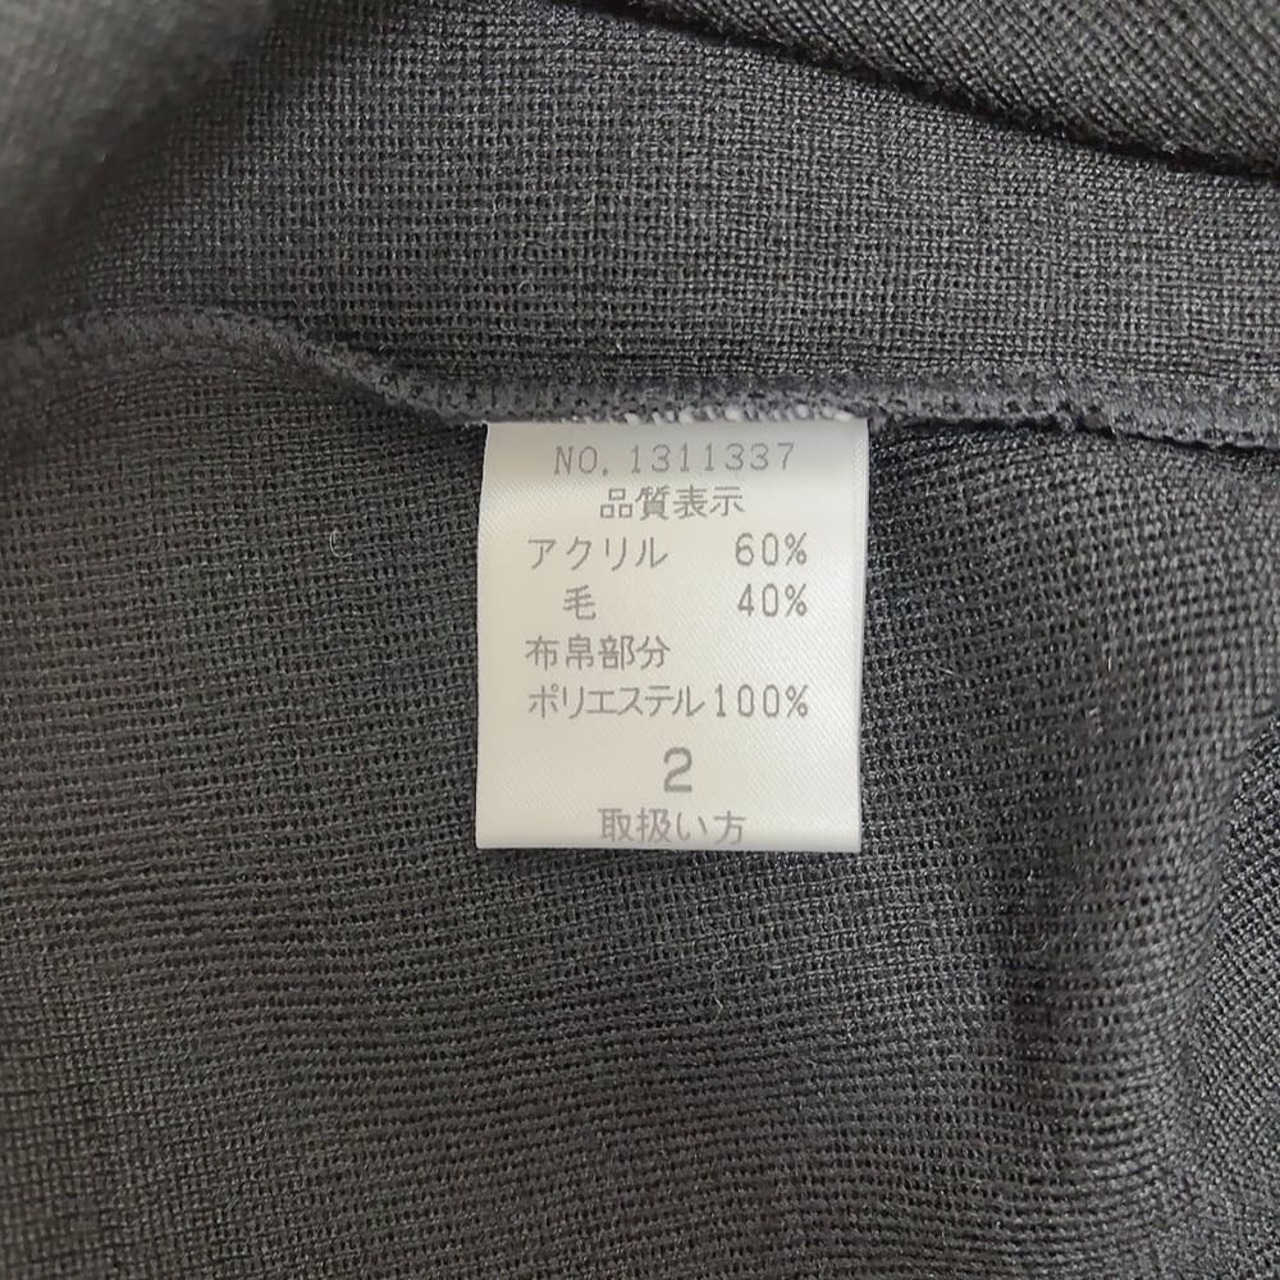 NO. 1311337
品質表示
アクリル 60%
毛 40%
布帛部分
ポリエステル100%
2
取扱い方